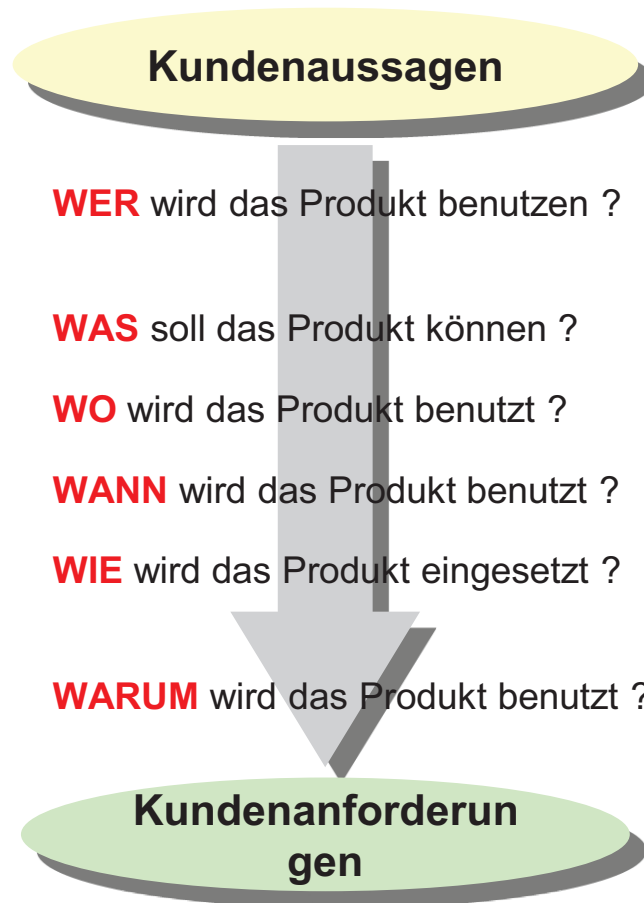 Kundenaussagen
WER wird das Produkt benutzen ?
WAS soll das Produkt können ?
WO wird das Produkt benutzt ?
WANN wird das Produkt benutzt ?
WIE wird das Produkt eingesetzt ?
WARUM wird das Produkt benutzt ?
Kundenanforderun
gen